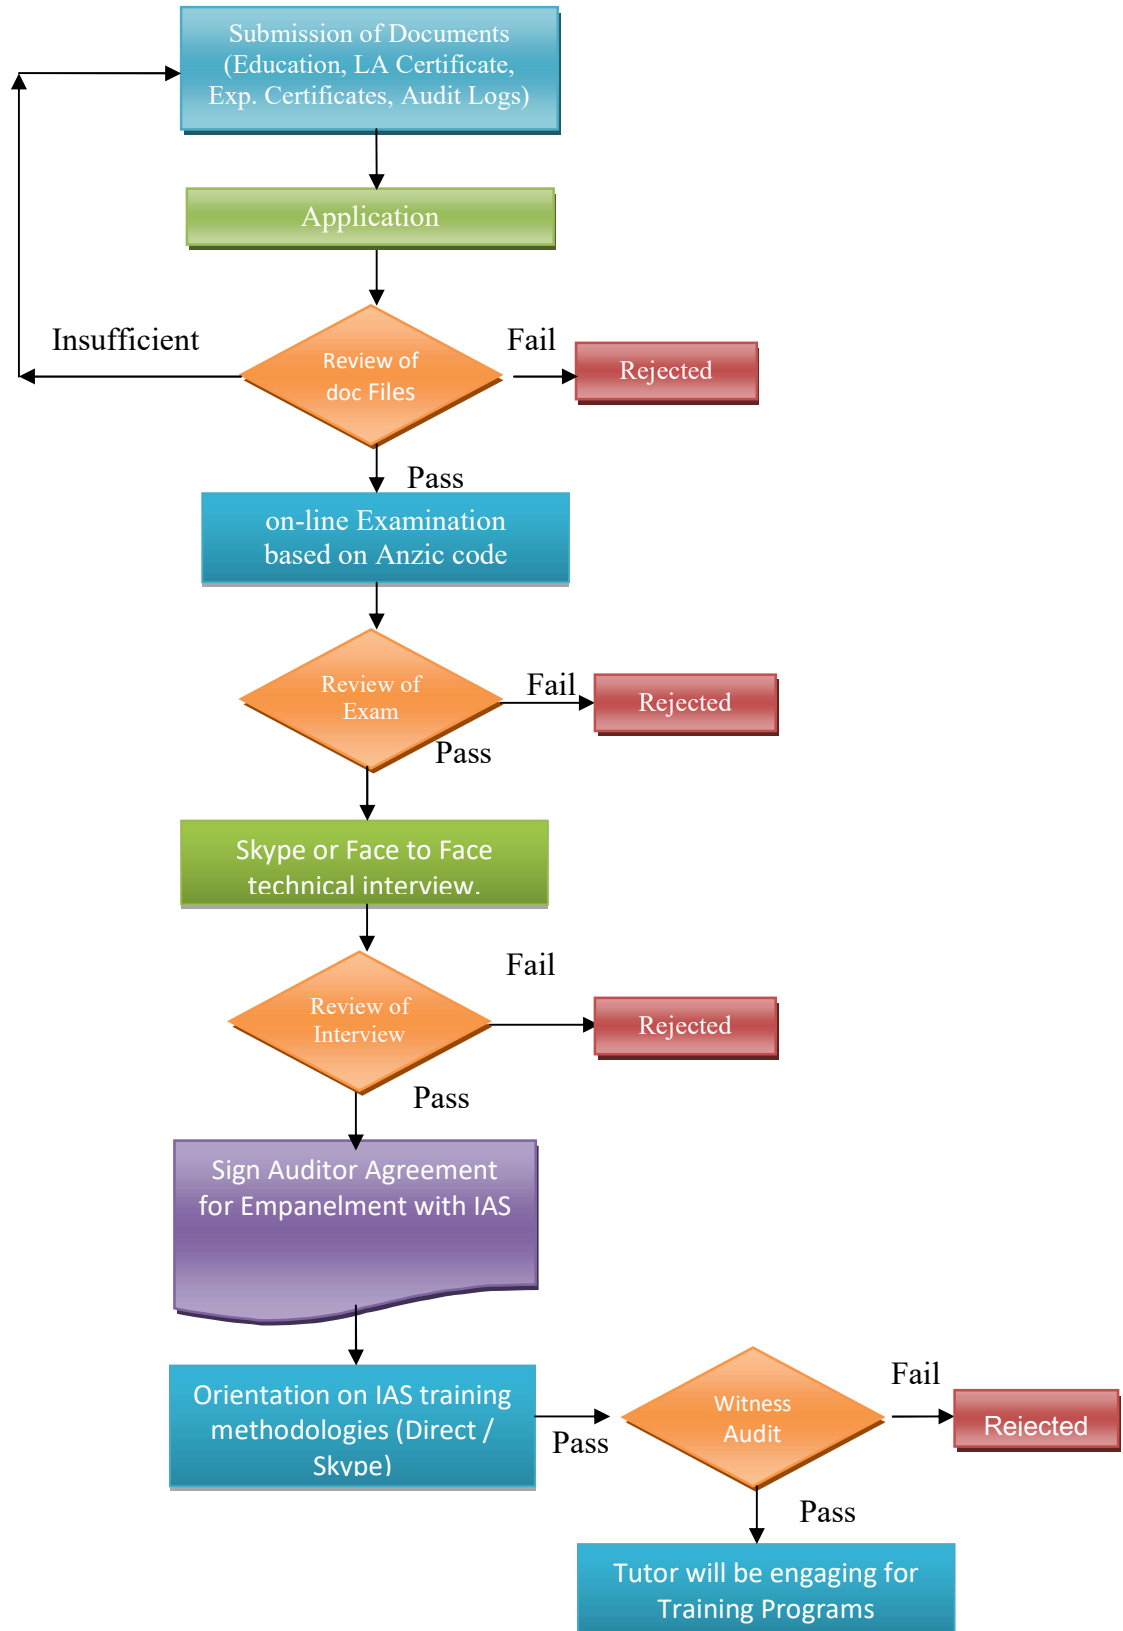 Submission of Documents
(Education, LA Certificate,
Exp. Certificates, Audit Logs)
Application
Insufficient
Review of
doc Files
Fail
Rejected
Pass
on-line Examination
based on Anzic code
Review of
Exam
Fail
Rejected
Pass
Skype or Face to Face
technical interview.
Review of
Interview
Fail
Rejected
Pass
Sign Auditor Agreement
for Empanelment with IAS
Orientation on IAS training
methodologies (Direct /
Skype)
Pass
Witness
Audit
Fail
Rejected
Pass
Tutor will be engaging for
Training Programs